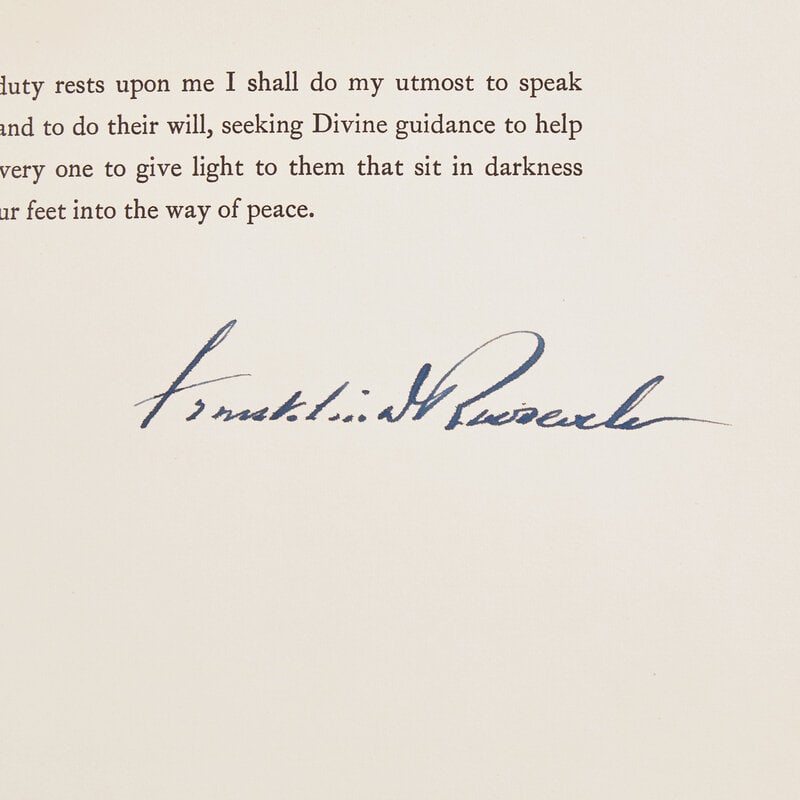 duty rests upon me I shall do my utmost to speak
and to do their will, seeking Divine guidance to help
very one to give light to them that sit in darkness
ur feet into the way of peace.
Franklin D Roosevelt